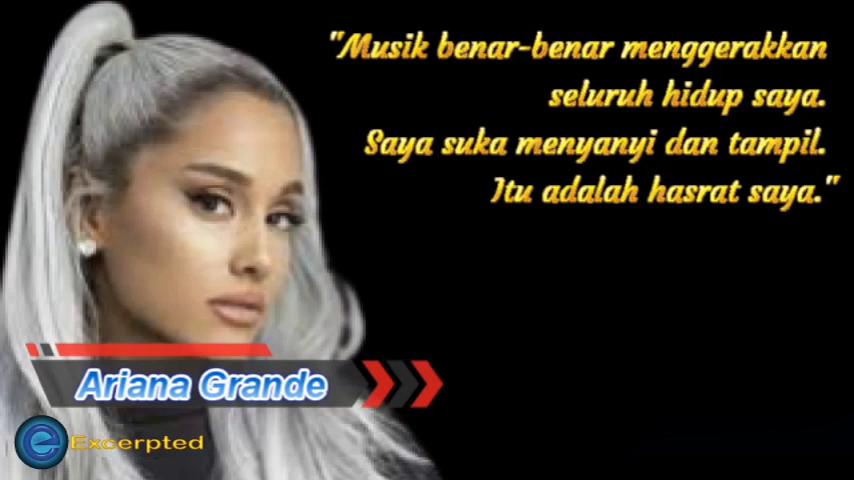 "Musik benar-benar menggerakkan
seluruh hidup saya.
Saya suka menyanyi dan tampil.
Itu adalah hasrat saya."
Ariana Grande
e Excerpted